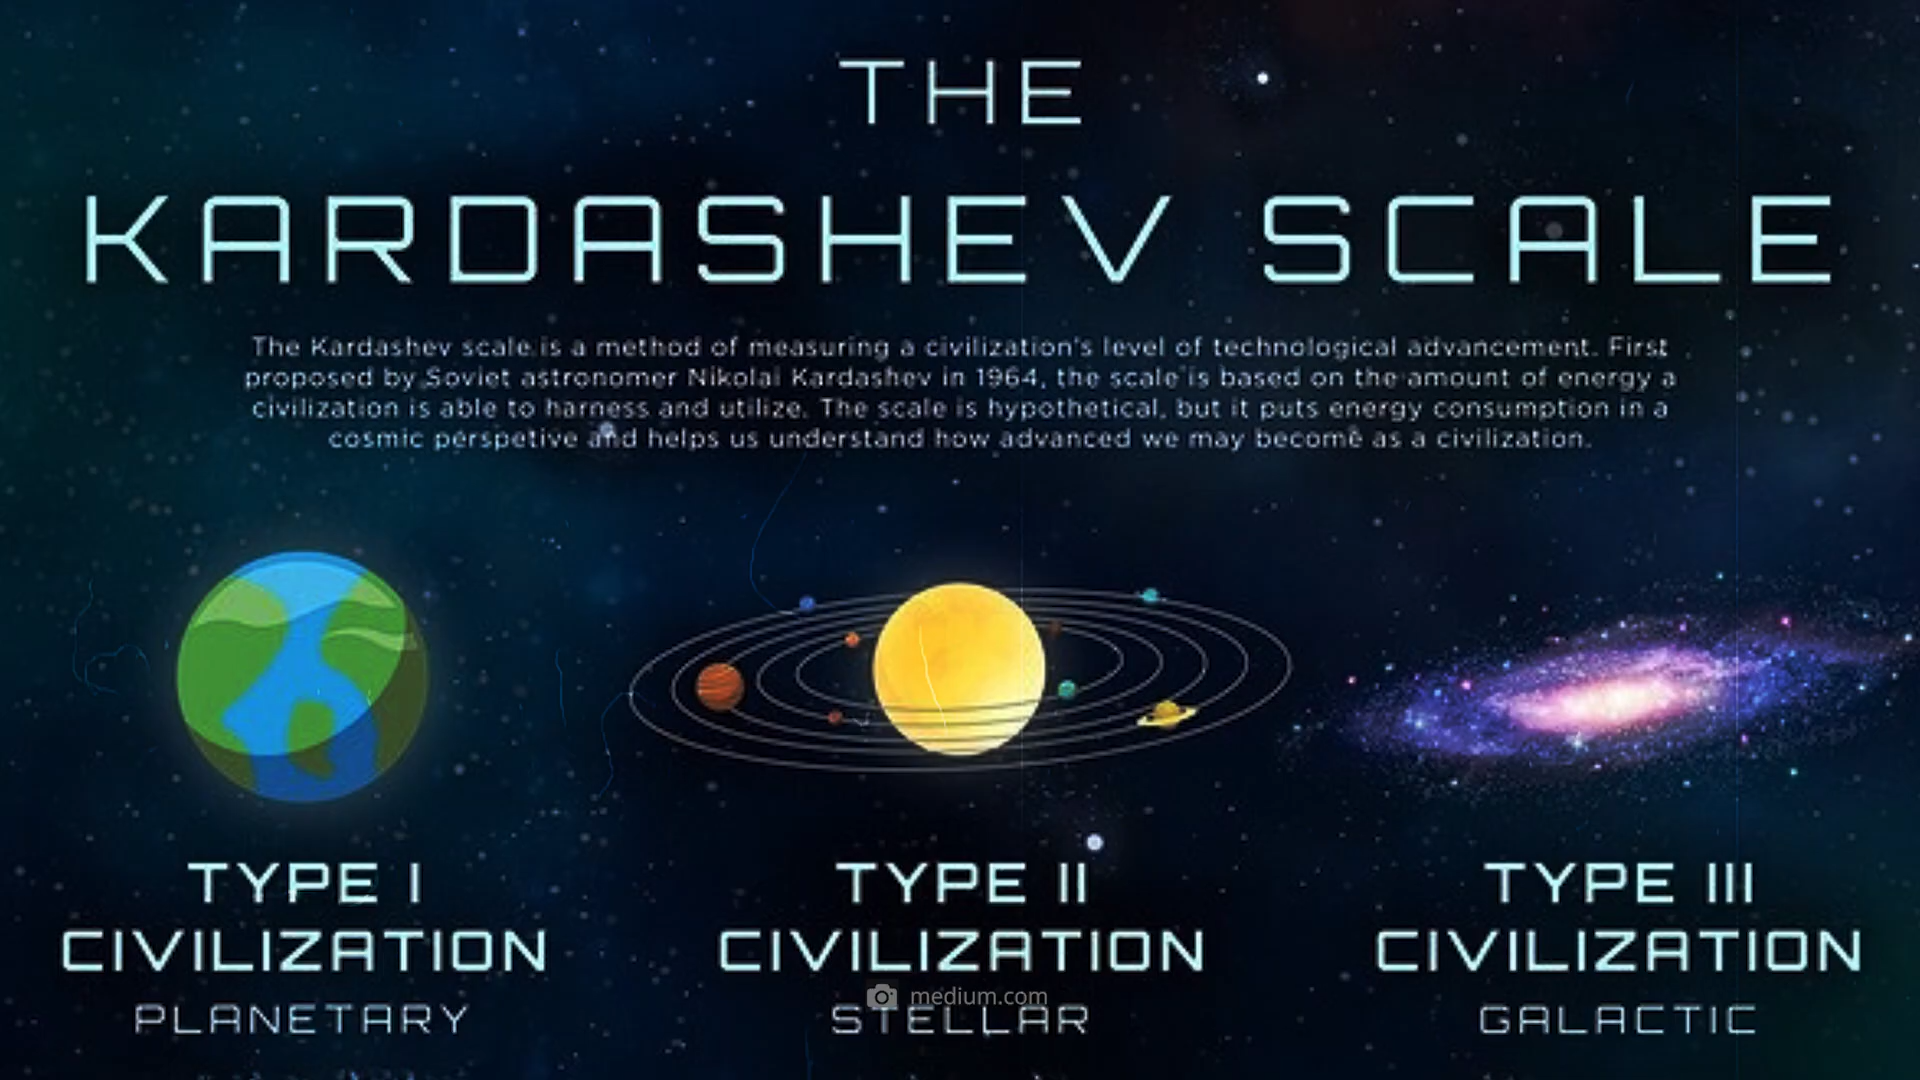 THE
KARDASHEV SCALE
The Kardashev scale is a method of measuring a civilization's level of technological advancement. First
proposed by Soviet astronomer Nikolai Kardashev in 1964, the scale is based on the amount of energy a
civilization is able to harness and utilize. The scale is hypothetical, but it puts energy consumption in a
cosmic perspetive and helps us understand how advanced we may become as a civilization.
TYPE I
CIVILIZATION
PLANETARY
TYPE II
CIVILIZATION
medium.com
STELLAR
TYPE III
CIVILIZATION
GALACTIC